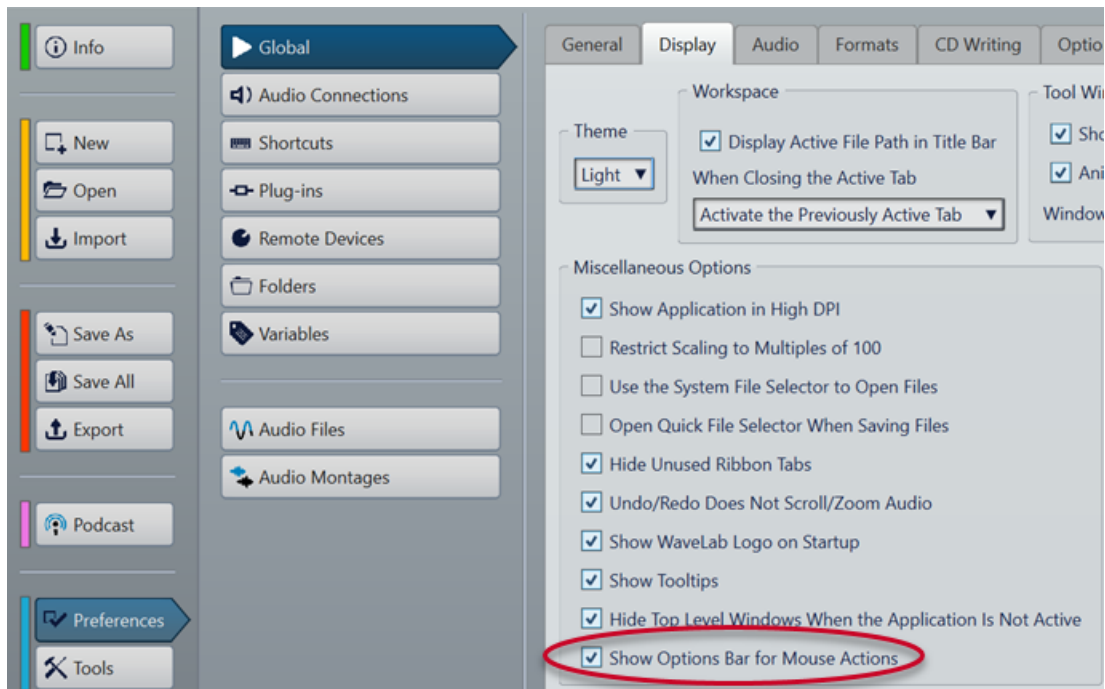 Info
New
Open
Import
Save As
Save All
Export
Podcast
Preferences
Tools
Global
Audio Connections
Shortcuts
Plug-ins
Remote Devices
Folders
Variables
Audio Files
Audio Montages
General Display Audio Formats CD Writing Optio
Theme
Light
Workspace
Display Active File Path in Title Bar
When Closing the Active Tab
Activate the Previously Active Tab
Tool Wi
Sho
Ani
Window
Miscellaneous Options
Show Application in High DPI
Restrict Scaling to Multiples of 100
Use the System File Selector to Open Files
Open Quick File Selector When Saving Files
Hide Unused Ribbon Tabs
Undo/Redo Does Not Scroll/Zoom Audio
Show WaveLab Logo on Startup
Show Tooltips
Hide Top Level Windows When the Application Is Not Active
Show Options Bar for Mouse Actions